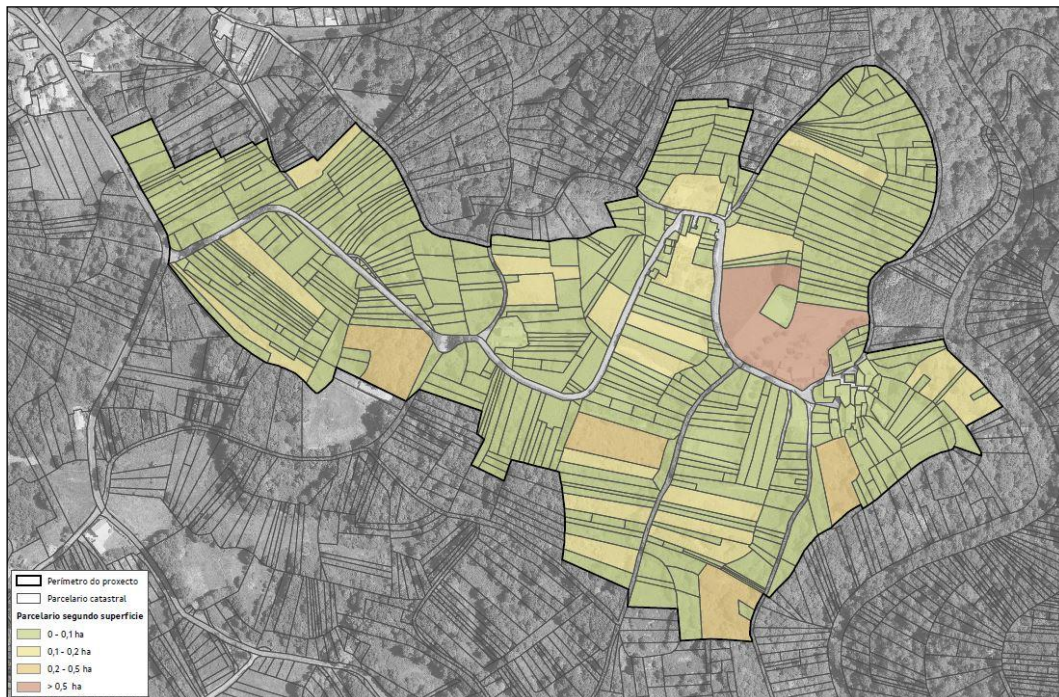 Perímetro do proxecto
Parcelario catastral
Parcelario segundo superficie
0 - 0,1 ha
0,1 - 0,2 ha
0,2 - 0,5 ha
> 0,5 ha